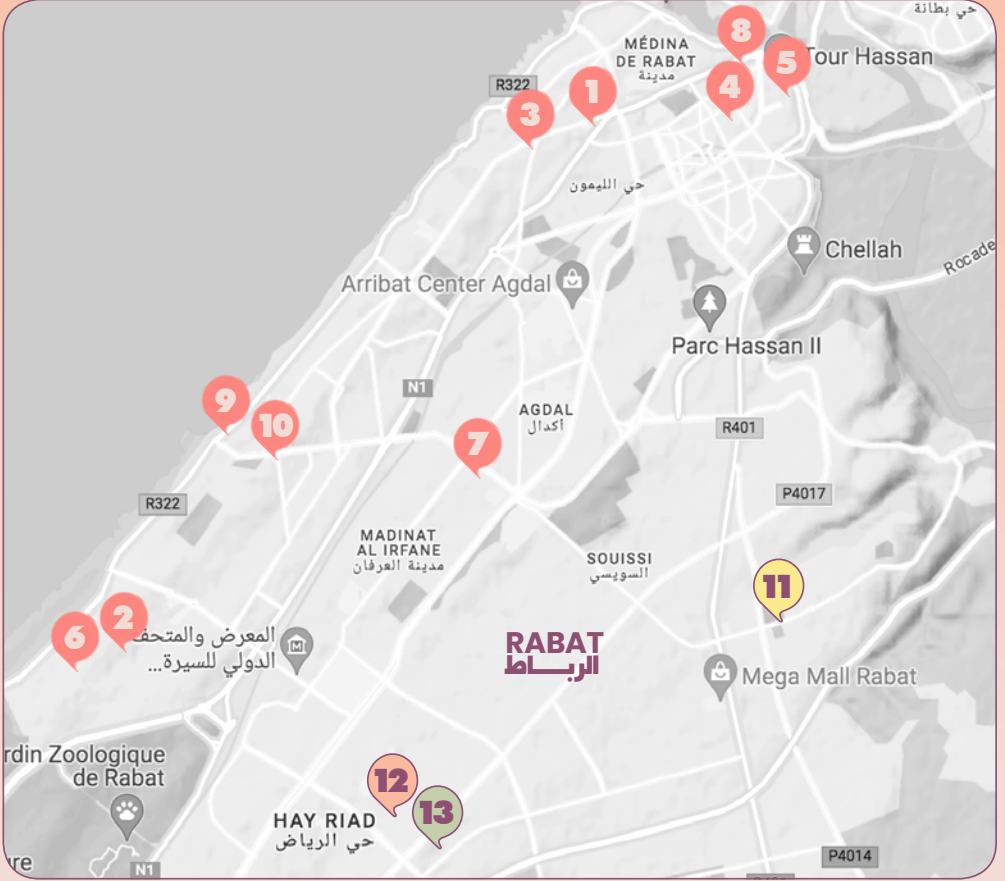 حي بطانة
8
MÉDINA
DE RABAT
مدينة
Tour Hassan
5
R322
1
4
3
حي الليمون
Chellah
Rocade
Arribat Center Agdal
Parc Hassan II
N1
9
AGDAL
أكدال
10
R401
7
P4017
R322
MADINAT
AL IRFANE
مدينة العرفان
SOUISSI
السويسي
11
2
6
المعرض والمتحف
الدولي للسيرة...
RABAT
الرباط
Mega Mall Rabat
rdin Zoologique
de Rabat
12
13
HAY RIAD
حي الرياض
P4014
ire
N1